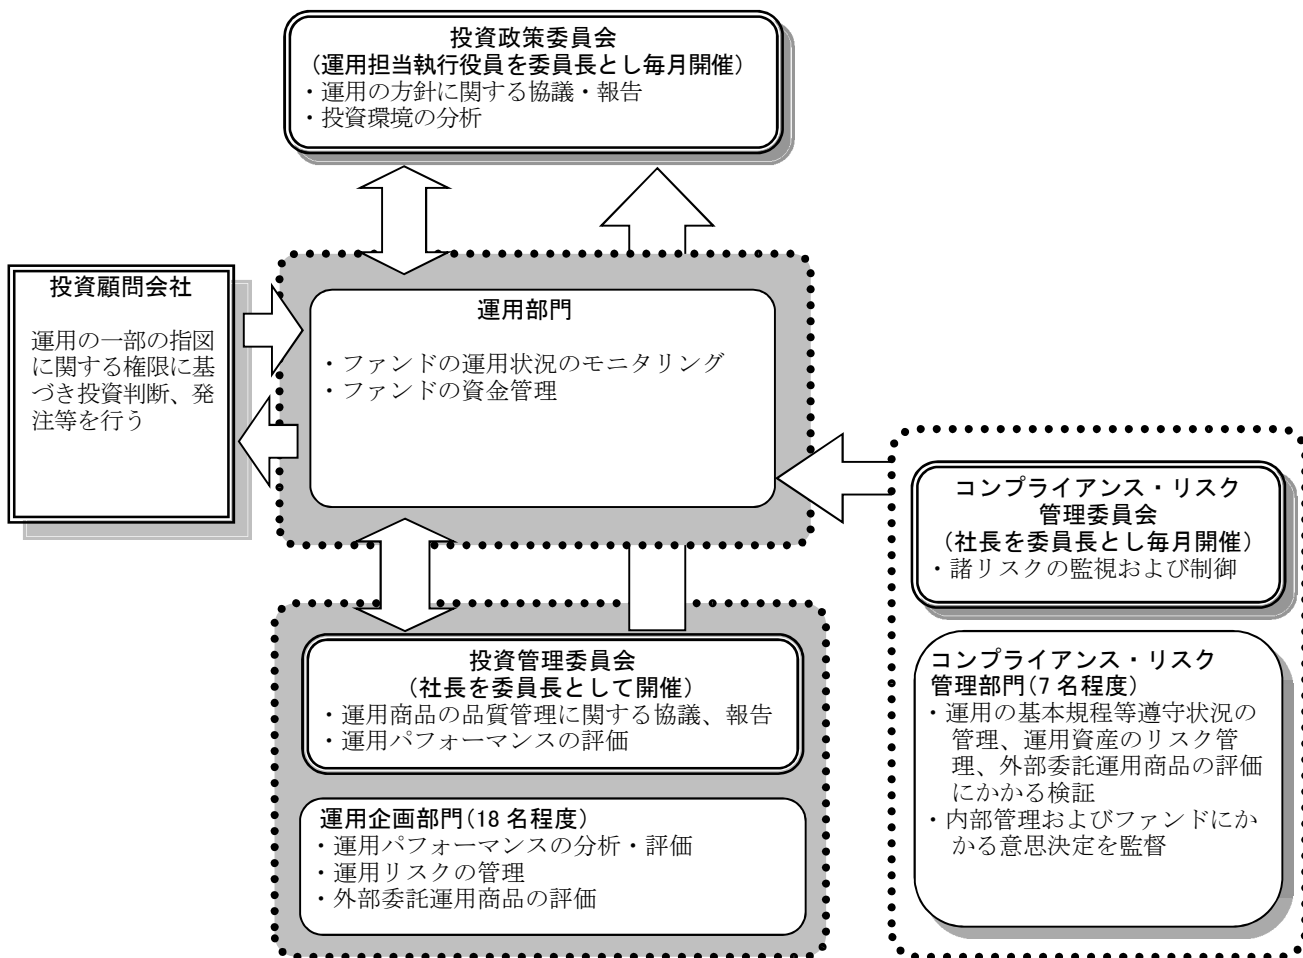 投資政策委員会
（運用担当執行役員を委員長とし毎月開催）
・運用の方針に関する協議・報告
・投資環境の分析
投資顧問会社
運用の一部の指図
に関する権限に基
づき投資判断、発
注等を行う
運用部門
・ファンドの運用状況のモニタリング
・ファンドの資金管理
投資管理委員会
（社長を委員長として開催）
・運用商品の品質管理に関する協議、報告
・運用パフォーマンスの評価
運用企画部門（18 名程度）
・運用パフォーマンスの分析・評価
・運用リスクの管理
・外部委託運用商品の評価
コンプライアンス・リスク
管理委員会
（社長を委員長とし毎月開催）
・諸リスクの監視および制御
コンプライアンス・リスク
管理部門（7 名程度）
・運用の基本規程等遵守状況の
管理、運用資産のリスク管
理、外部委託運用商品の評価
にかかる検証
・内部管理およびファンドにか
かる意思決定を監督